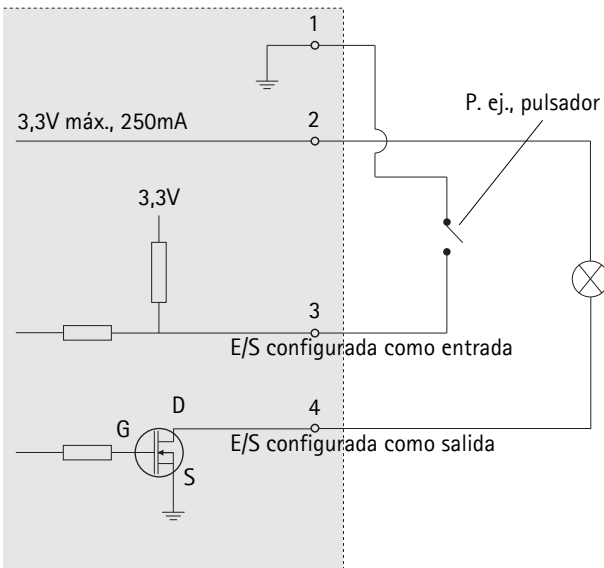 1
P. ej., pulsador
3,3V máx., 250mA
2
3,3V
3
E/S configurada como entrada
D
4
G
E/S configurada como salida
S